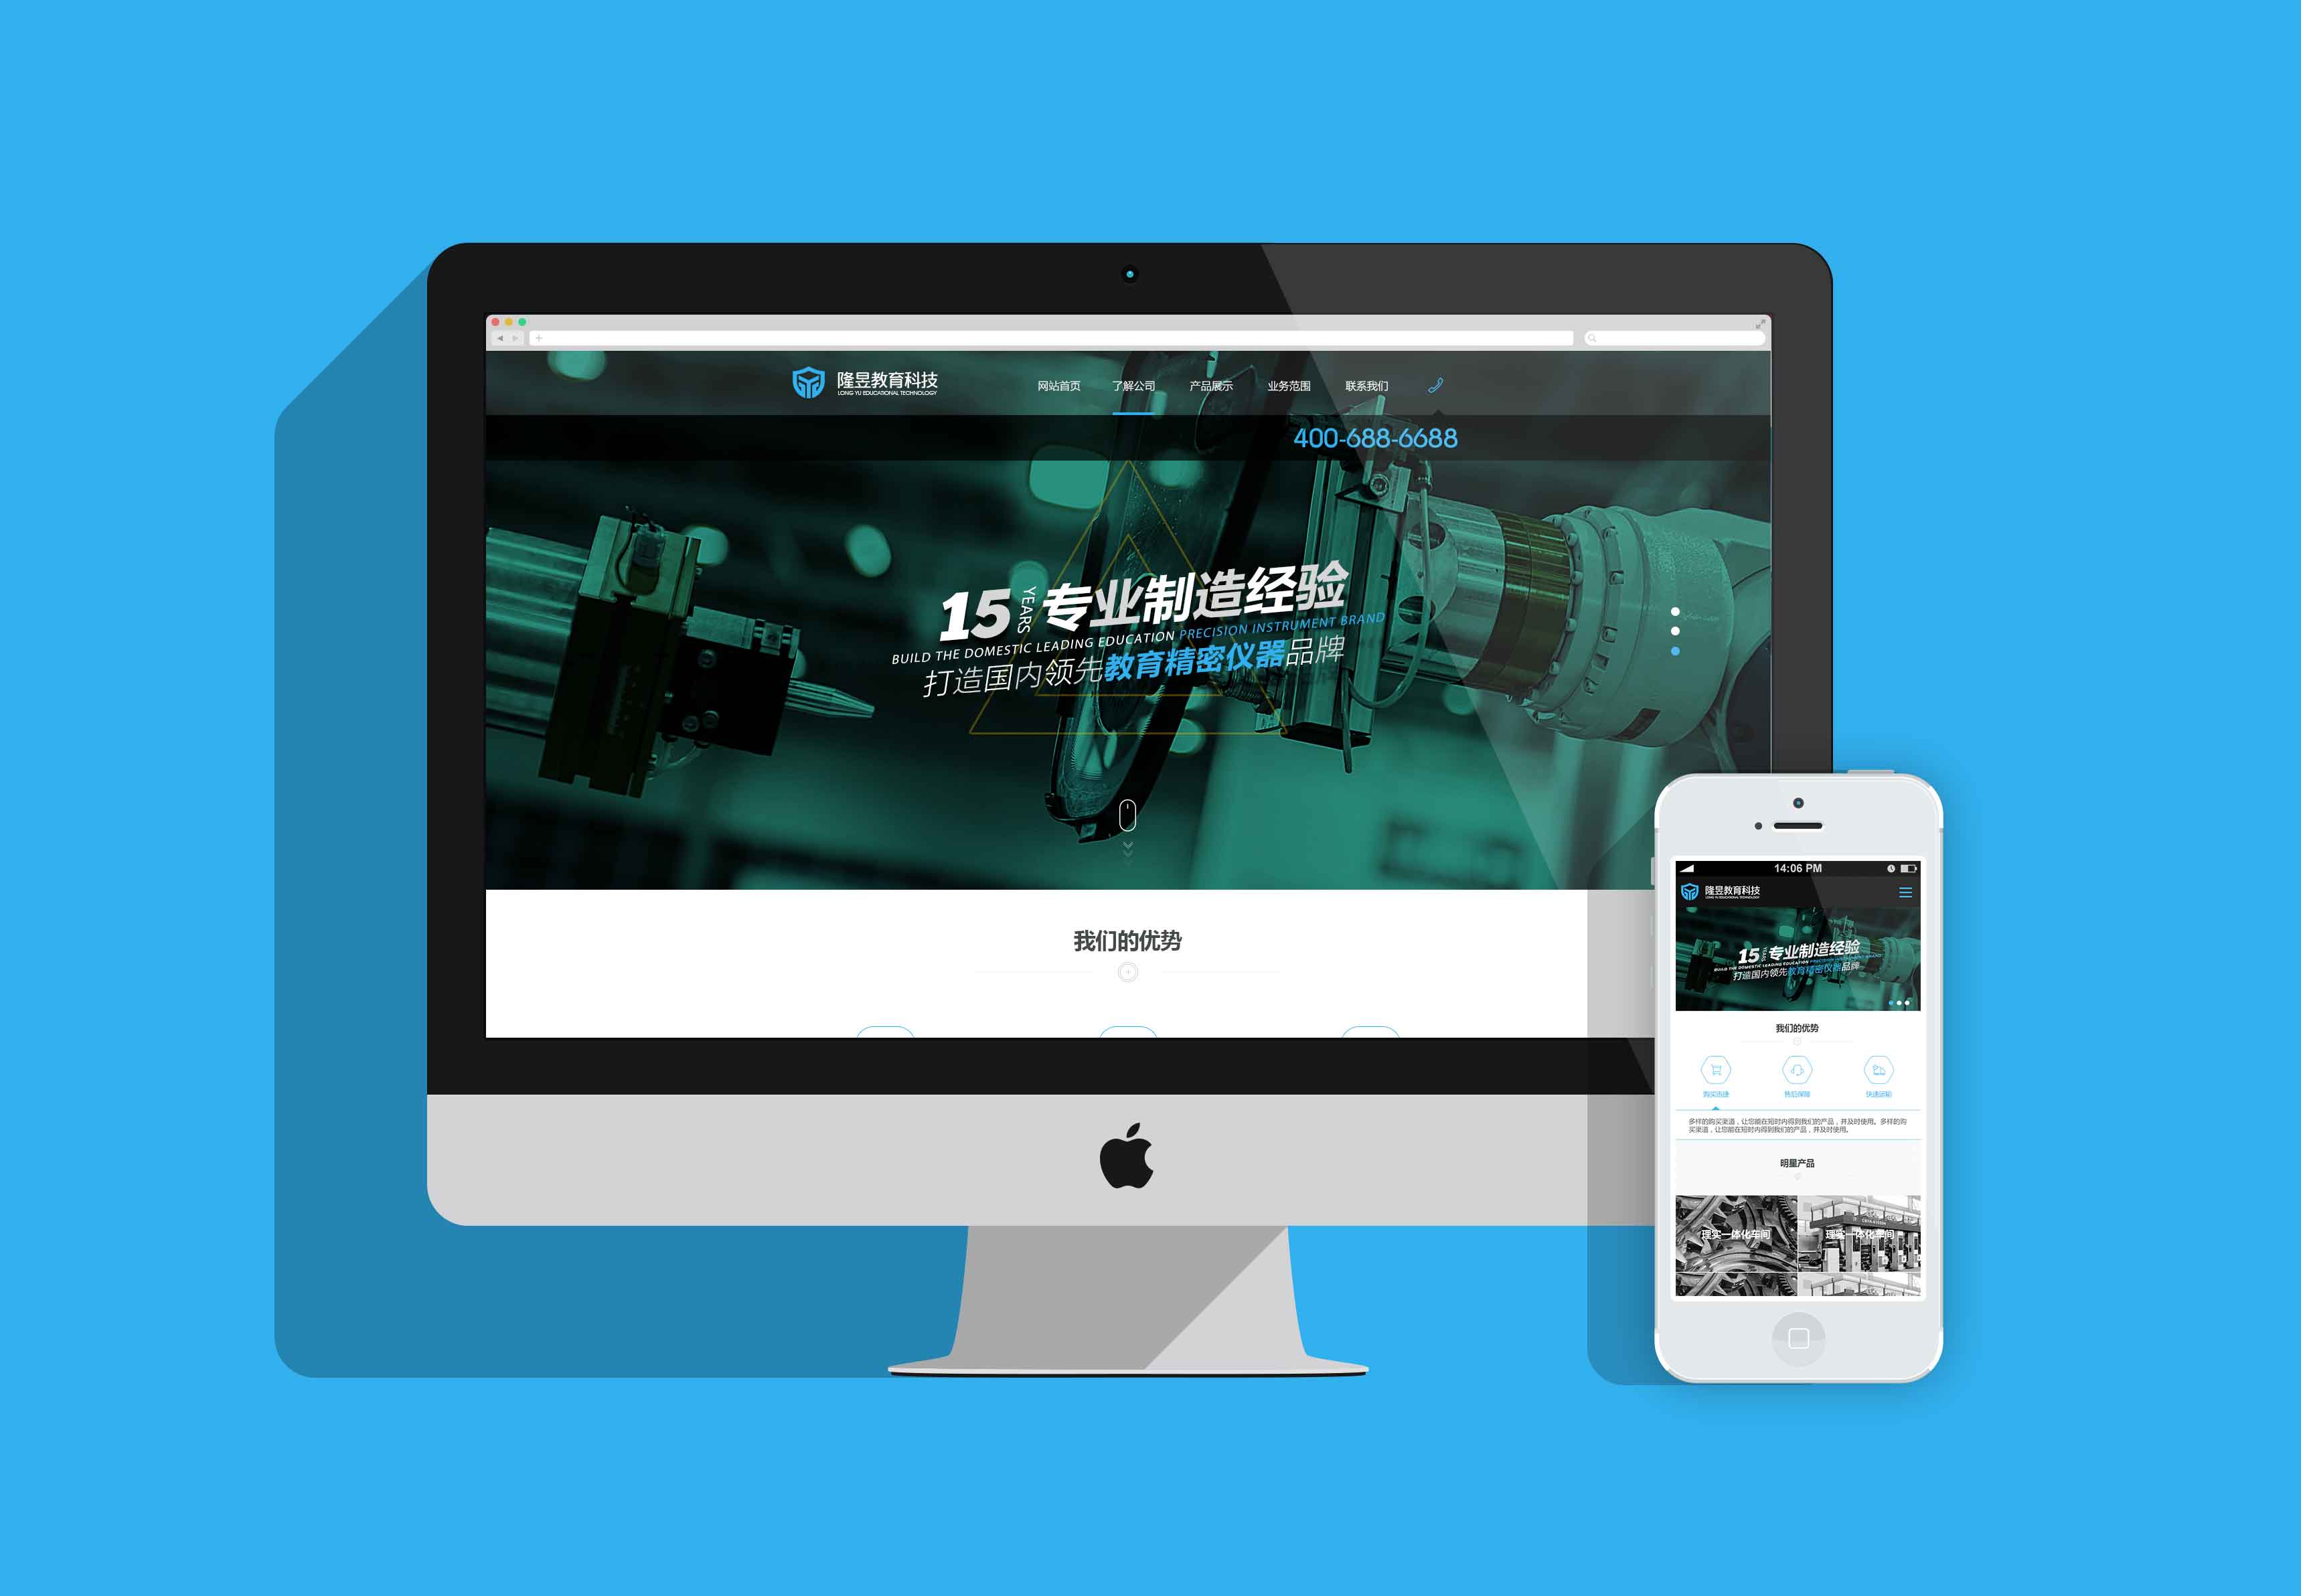 隆昱教育科技
LONG YU EDUCATIONAL TECHNOLOGY
网站首页 了解公司 产品展示 业务范围 联系我们
400-688-6688
15 YEARS 专业制造经验
BUILD THE DOMESTIC LEADING EDUCATION PRECISION INSTRUMENT BRAND
打造国内领先教育精密仪器品牌
我们的优势
14:06 PM
隆昱教育科技
LONG YU EDUCATIONAL TECHNOLOGY
15 YEARS 专业制造经验
BUILD THE DOMESTIC LEADING EDUCATION PRECISION INSTRUMENT BRAND
打造国内领先教育精密仪器品牌
我们的优势
购买迅捷 售后保障 快速运输
多样的购买渠道，让您能在短时内得到我们的产品，并及时使用。多样的购
买渠道，让您能在短时内得到我们的产品，并及时使用。
明星产品
理实一体化车间 理实一体化车间